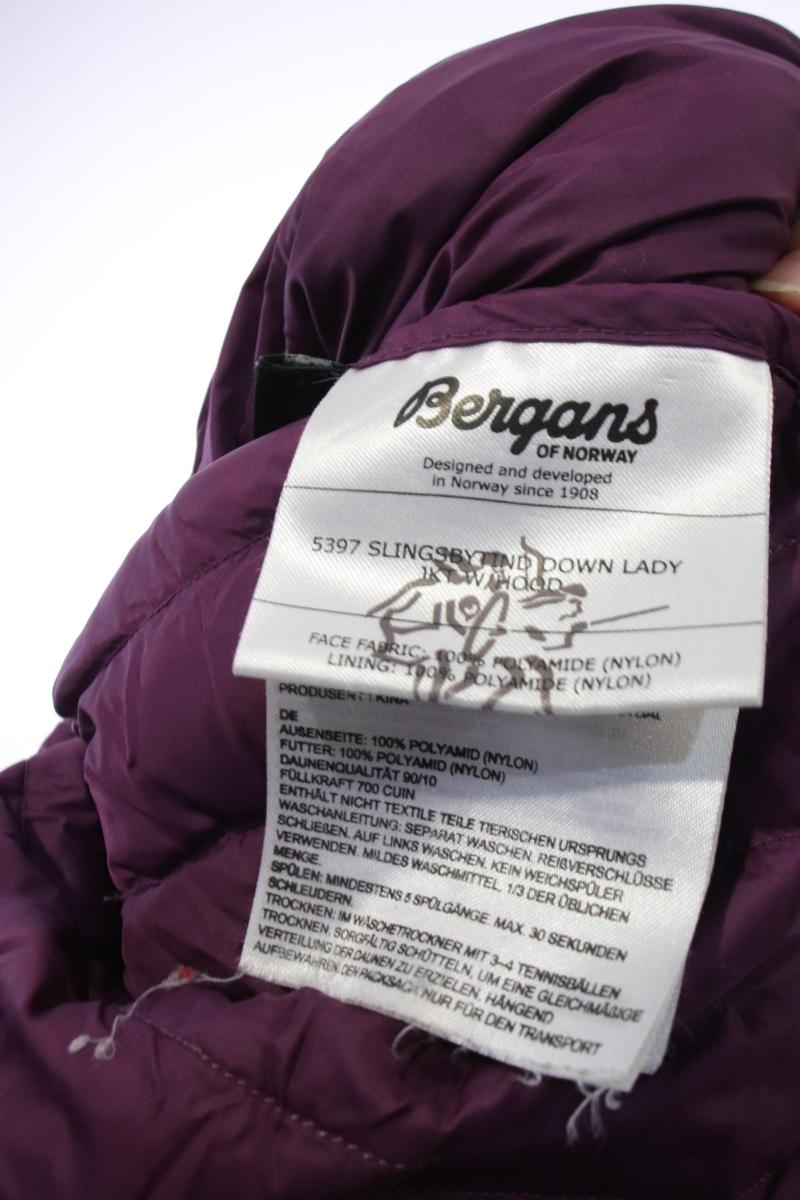 Bergans
OF NORWAY
Designed and developed
in Norway since 1908
5397 SLINGSBYTIND DOWN LADY
JKT W/HOOD
FACE FABRIC: 100% POLYAMIDE (NYLON)
LINING: 100% POLYAMIDE (NYLON)
PRODUSERT I KINA
DE
AUßENSEITE: 100% POLYAMID (NYLON)
FUTTER: 100% POLYAMID (NYLON)
DAUNENQUALITÄT 90/10
FÜLLKRAFT 700 CUIN
ENTHÄLT NICHT TEXTILE TEILE TIERISCHEN URSPRUNGS
WASCHANLEITUNG: SEPARAT WASCHEN. REIßVERSCHLÜSSE
SCHLIEßEN. AUF LINKS WASCHEN. KEIN WEICHSPÜLER
VERWENDEN. MILDES WASCHMITTEL, 1/3 DER ÜBLICHEN
MENGE.
SPÜLEN: MINDESTENS 5 SPÜLGÄNGE. MAX. 30 SEKUNDEN
SCHLEUDERN.
TROCKNEN: IM WÄSCHETROCKNER MIT 3-4 TENNISBÄLLEN
TROCKNEN. SORGFÄLTIG SCHÜTTELN, UM EINE GLEICHMÄßIGE
VERTEILUNG DER DAUNEN ZU ERZIELEN. HÄNGEND
AUFBEWAHREN. DEN PACKSACK NUR FÜR DEN TRANSPORT